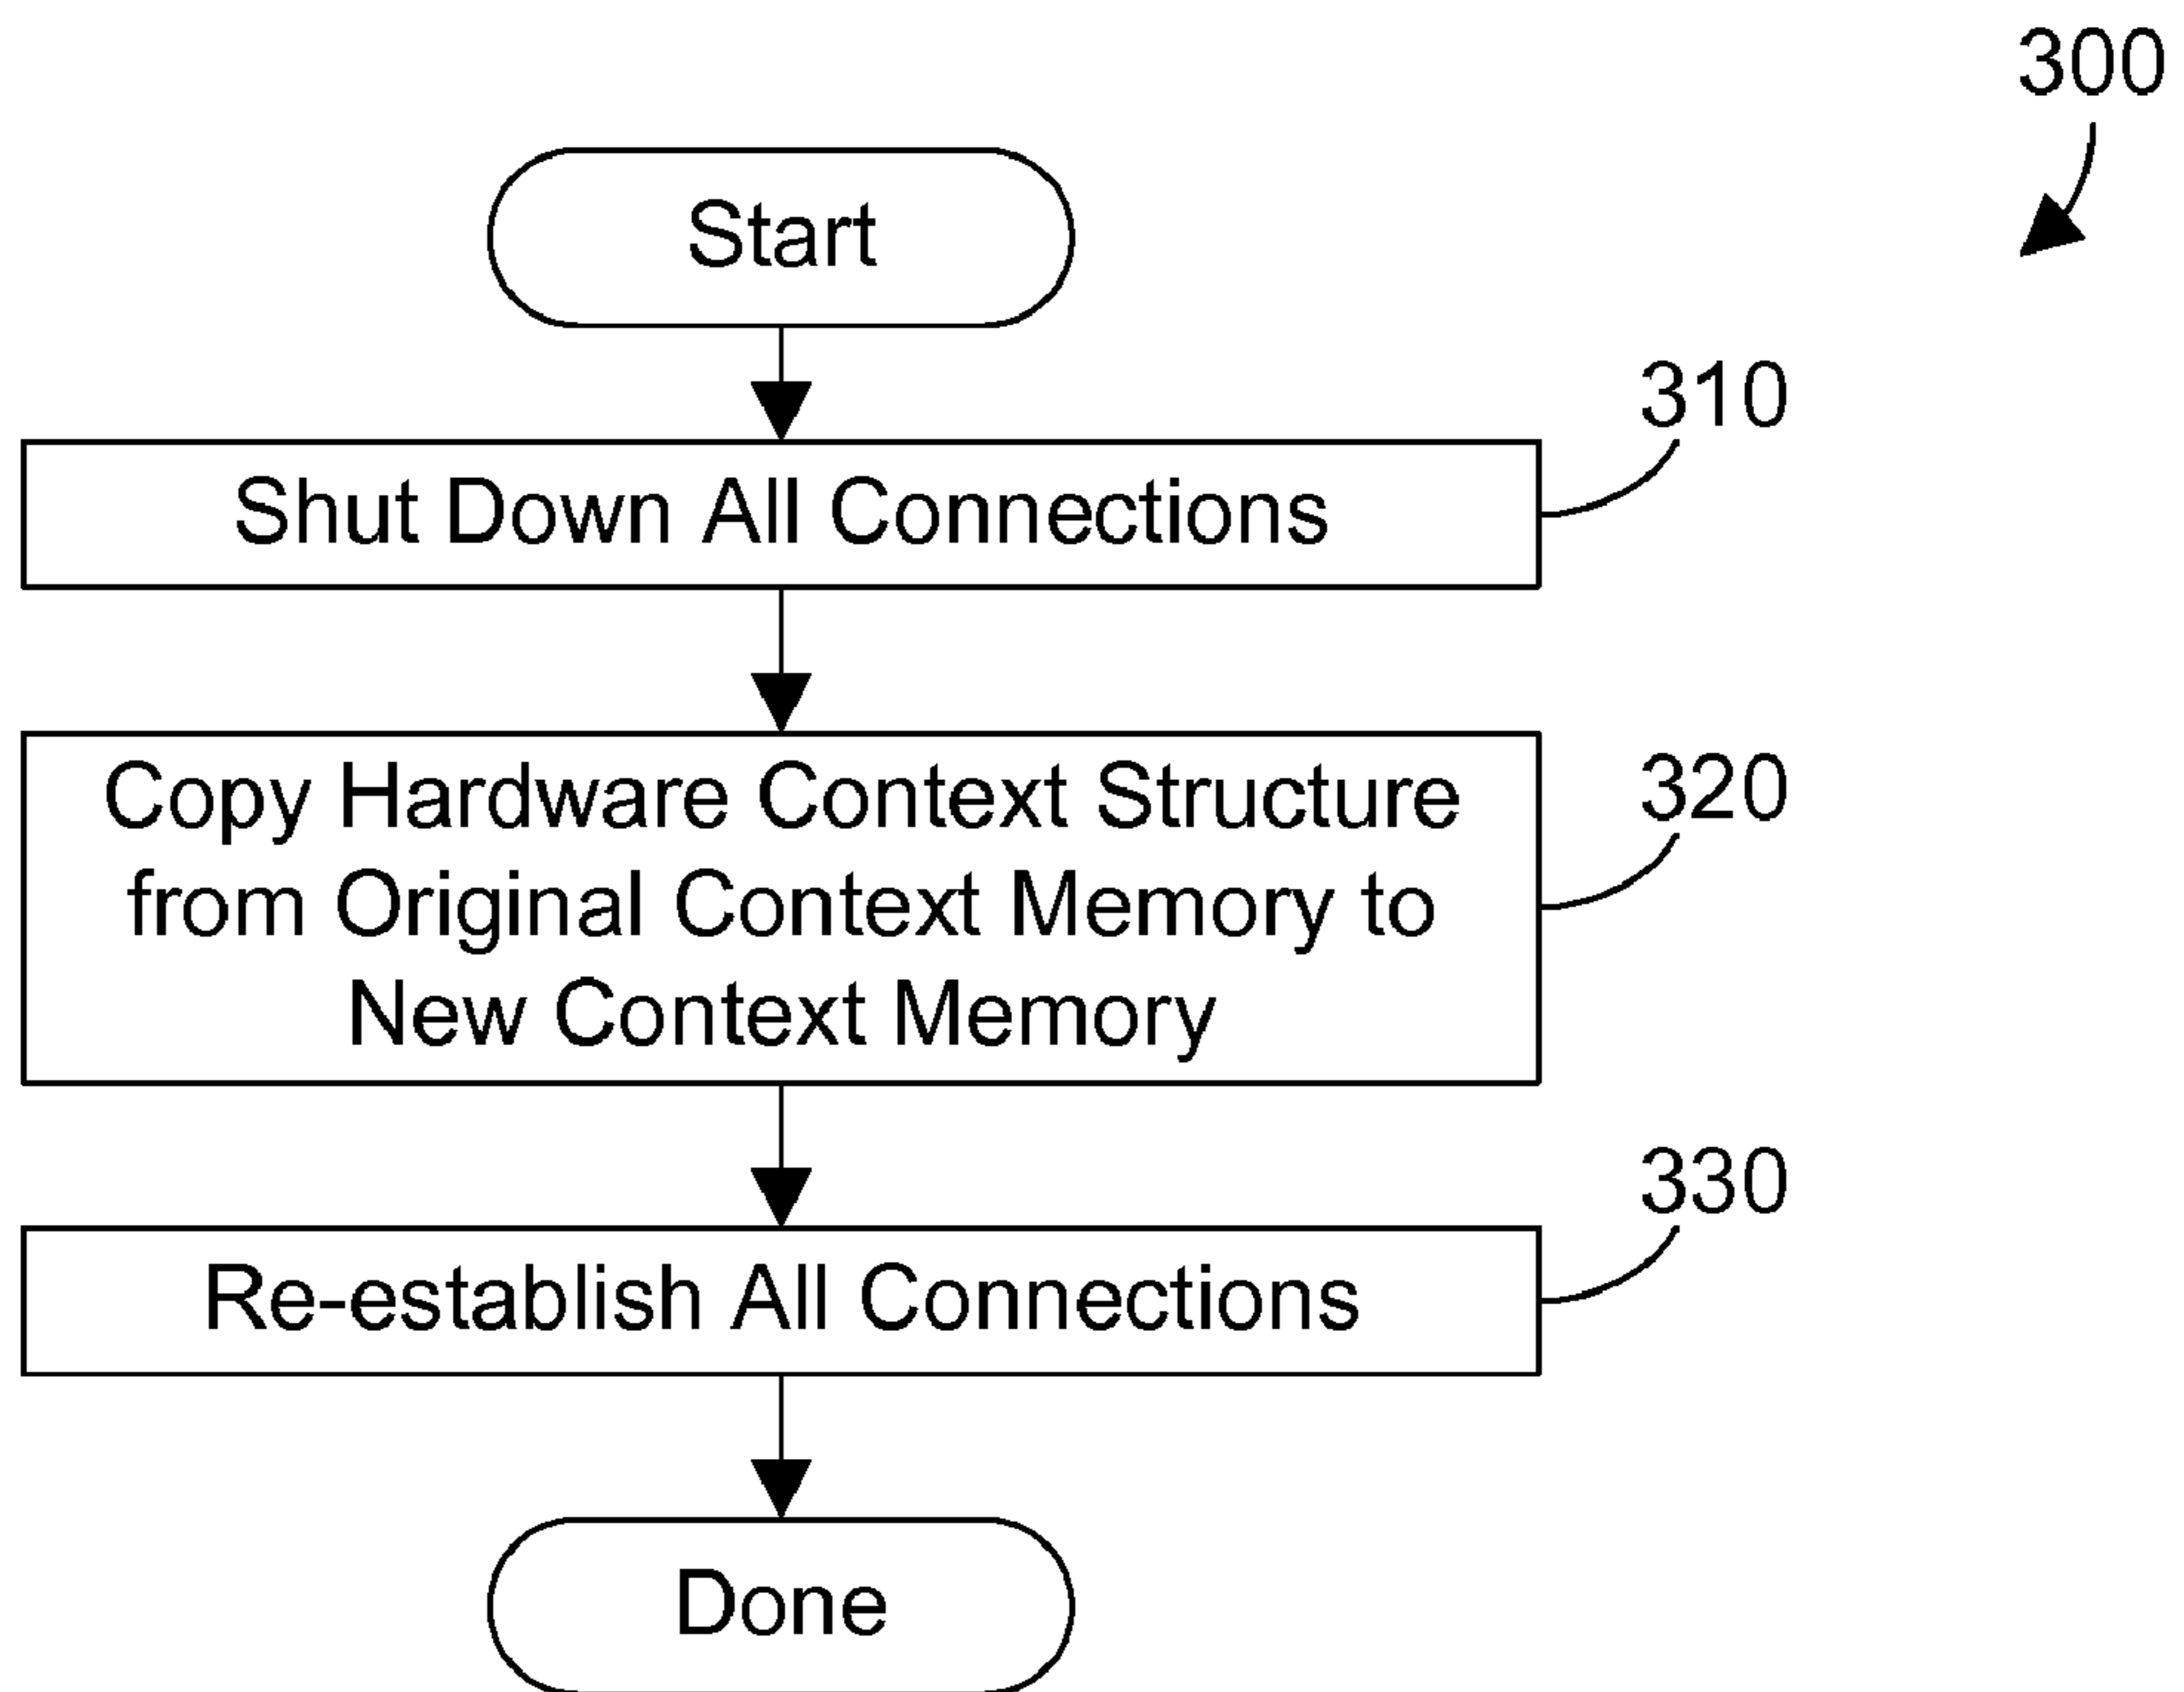 300
Start
310
Shut Down All Connections
320
Copy Hardware Context Structure
from Original Context Memory to
New Context Memory
330
Re-establish All Connections
Done